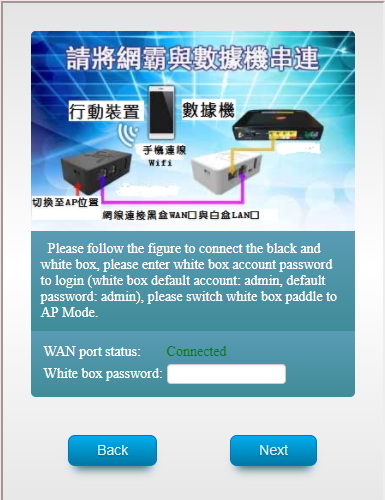 請將網霸與數據機串連
行動裝置
數據機
手機連線
Wifi
切換至AP位置
網線連接黑盒WAN口與白盒LAN口
Please follow the figure to connect the black and
white box, please enter white box account password
to login (white box default account: admin, default
password: admin), please switch white box paddle to
AP Mode.
WAN port status: Connected
White box password:
Back Next